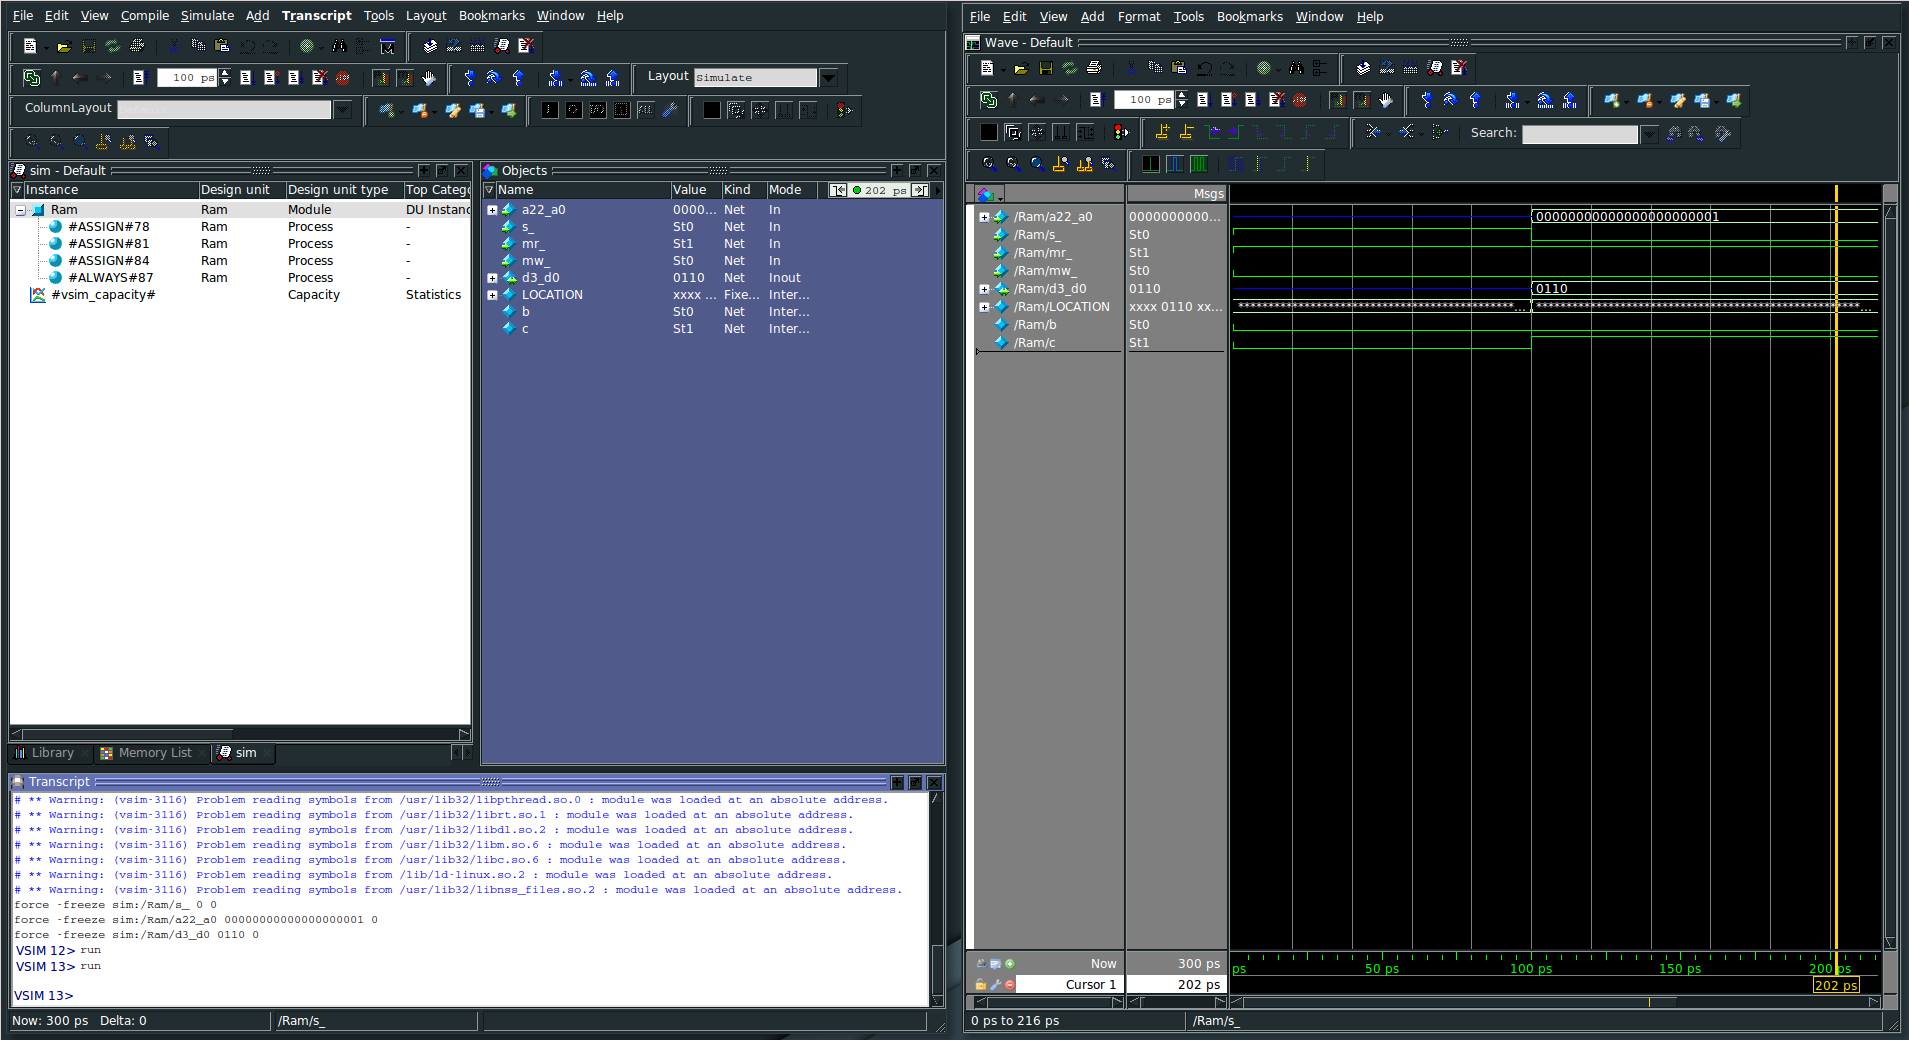 File Edit View Compile Simulate Add Transcript Tools Layout Bookmarks Window Help
100 ps
Layout Simulate
ColumnLayout
sim - Default
Instance Design unit Design unit type Top Categ
Ram Ram Module DU Instanc
#ASSIGN#78 Ram Process -
#ASSIGN#81 Ram Process -
#ASSIGN#84 Ram Process -
#ALWAYS#87 Ram Process -
#vsim_capacity# Capacity Statistics
Library Memory List sim
Objects
Name Value Kind Mode 202 ps
a22_a0 0000... Net In
s_ St0 Net In
mr_ St1 Net In
mw_ St0 Net In
d3_d0 0110 Net Inout
LOCATION xxxx ... Fixe... Inter...
b St0 Net Inter...
c St1 Net Inter...
Transcript
# ** Warning: (vsim-3116) Problem reading symbols from /usr/lib32/libpthread.so.0 : module was loaded at an absolute address.
# ** Warning: (vsim-3116) Problem reading symbols from /usr/lib32/librt.so.1 : module was loaded at an absolute address.
# ** Warning: (vsim-3116) Problem reading symbols from /usr/lib32/libdl.so.2 : module was loaded at an absolute address.
# ** Warning: (vsim-3116) Problem reading symbols from /usr/lib32/libm.so.6 : module was loaded at an absolute address.
# ** Warning: (vsim-3116) Problem reading symbols from /usr/lib32/libc.so.6 : module was loaded at an absolute address.
# ** Warning: (vsim-3116) Problem reading symbols from /lib/ld-linux.so.2 : module was loaded at an absolute address.
# ** Warning: (vsim-3116) Problem reading symbols from /usr/lib32/libnss_files.so.2 : module was loaded at an absolute address.
force -freeze sim:/Ram/s_ 0 0
force -freeze sim:/Ram/a22_a0 00000000000000000001 0
force -freeze sim:/Ram/d3_d0 0110 0
VSIM 12> run
VSIM 13> run
VSIM 13>
Now: 300 ps Delta: 0 /Ram/s_
File Edit View Add Format Tools Bookmarks Window Help
Wave - Default
100 ps
Search:
Msgs
/Ram/a22_a0 0000000000... 00000000000000000000001
/Ram/s_ St0
/Ram/mr_ St1
/Ram/mw_ St0
/Ram/d3_d0 0110 0110
/Ram/LOCATION xxxx 0110 xx...
/Ram/b St0
/Ram/c St1
Now 300 ps ps 50 ps 100 ps 150 ps 200 ps
Cursor 1 202 ps 202 ps
0 ps to 216 ps /Ram/s_